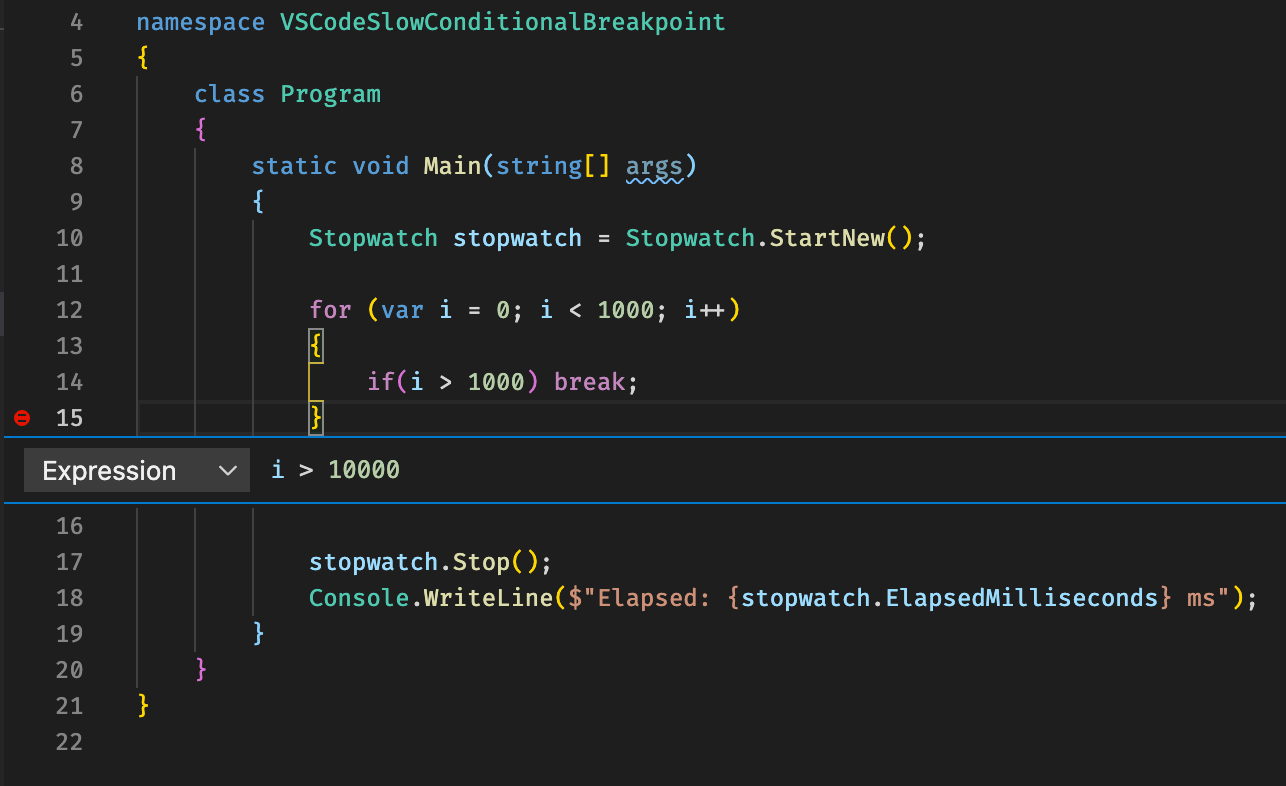 4 namespace VSCodeSlowConditionalBreakpoint
5 {
6 class Program
7 {
8 static void Main(string[] args)
9 {
10 Stopwatch stopwatch = Stopwatch.StartNew();
11
12 for (var i = 0; i < 1000; i++)
13 {
14 if(i > 1000) break;
15 }
Expression i > 10000
16
17 stopwatch.Stop();
18 Console.WriteLine($"Elapsed: {stopwatch.ElapsedMilliseconds} ms");
19 }
20 }
21 }
22